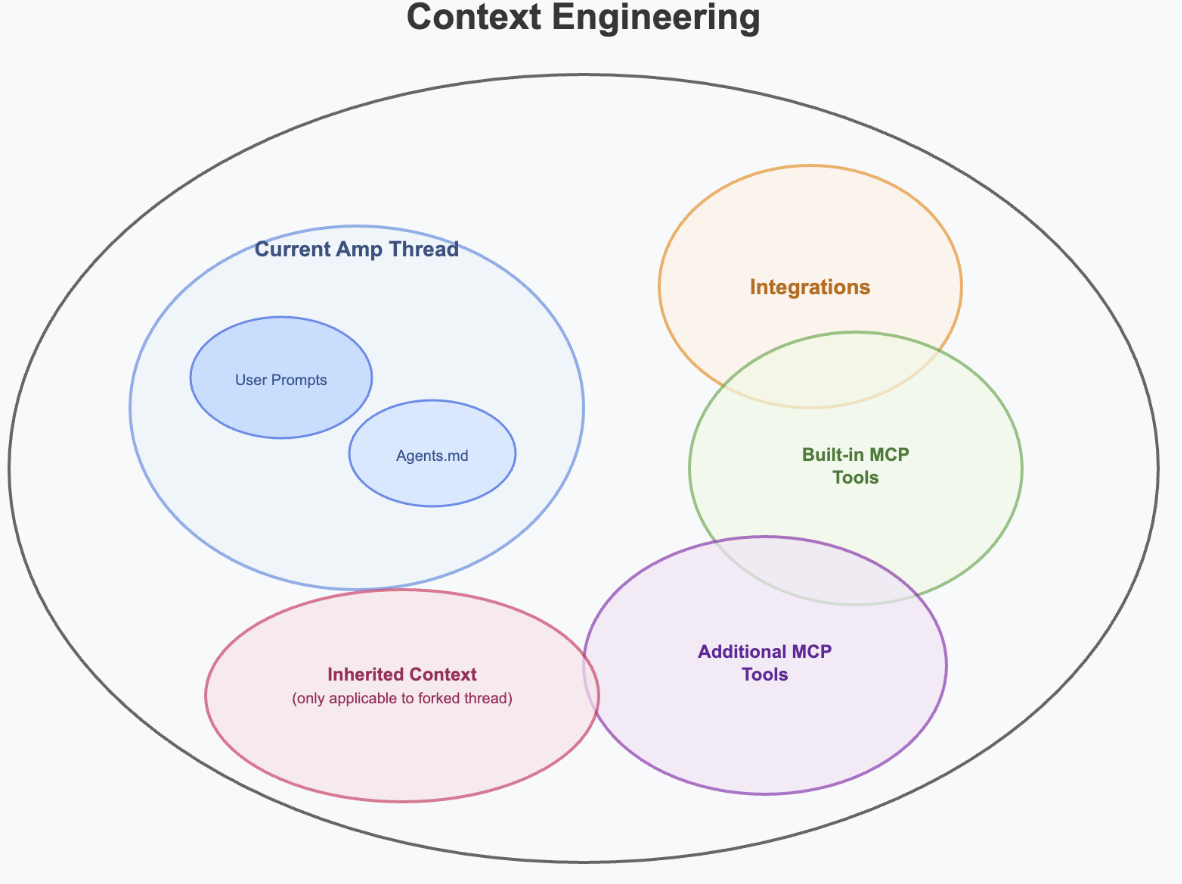 Context Engineering
Current Amp Thread
User Prompts
Agents.md
Integrations
Built-in MCP
Tools
Additional MCP
Tools
Inherited Context
(only applicable to forked thread)